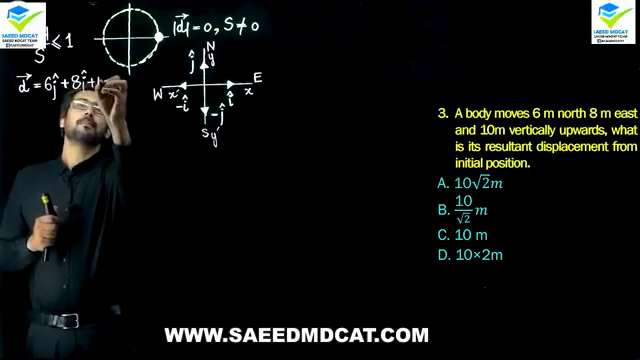 SAEED MDCAT
SAEED MDCAT TEAM
S ≤ 1
|d⃗| = 0, S ≠ 0
N
y
ĵ
W x' E
-î î x
S y' -ĵ
d⃗ = 6ĵ + 8î + 1
3. A body moves 6 m north 8 m east and 10m vertically upwards, what is its resultant displacement from initial position.
A. 10√2m
B. 10/√2 m
C. 10 m
D. 10×2m
WWW.SAEEDMDCAT.COM
SAEED MDCAT
SAEED MDCAT TEAM